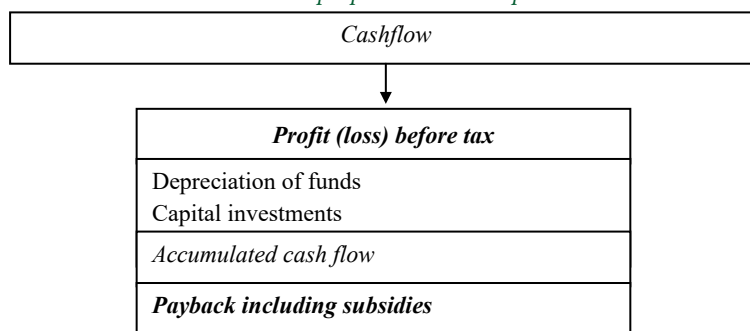 Cashflow
Profit (loss) before tax
Depreciation of funds
Capital investments
Accumulated cash flow
Payback including subsidies